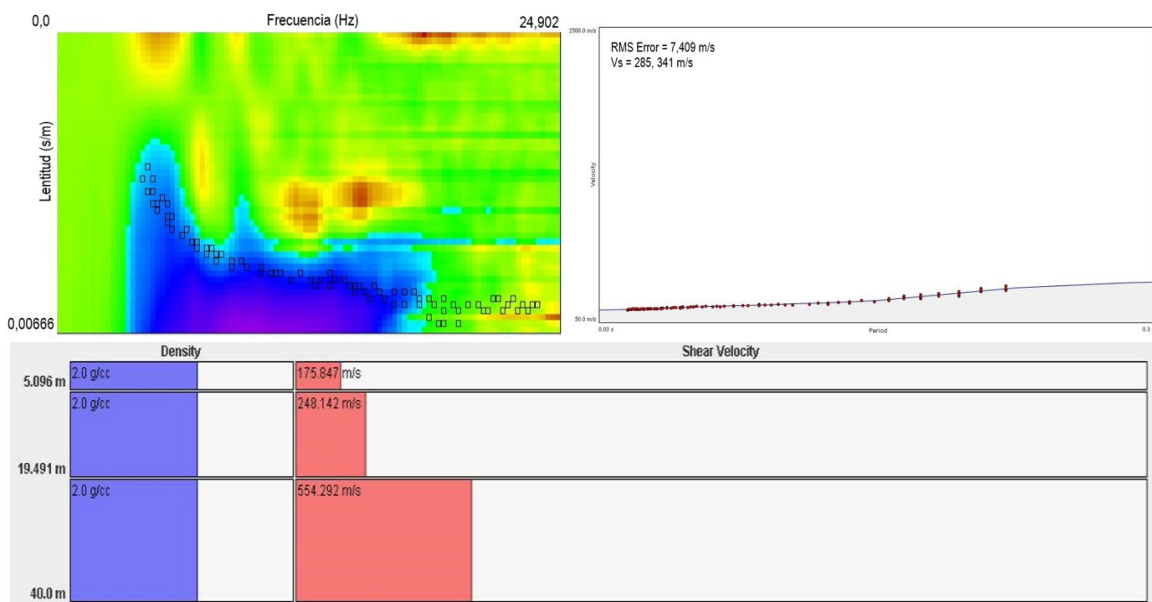 0,0 Frecuencia (Hz) 24,902
Lentitud (s/m)
0,00666
2500.0 m/s
RMS Error = 7,409 m/s
Vs = 285, 341 m/s
Velocity
50.0 m/s
0.03 s Period 0.3
Density Shear Velocity
2.0 g/cc 175.847 m/s
5.096 m
2.0 g/cc 248.142 m/s
19.491 m
2.0 g/cc 554.292 m/s
40.0 m